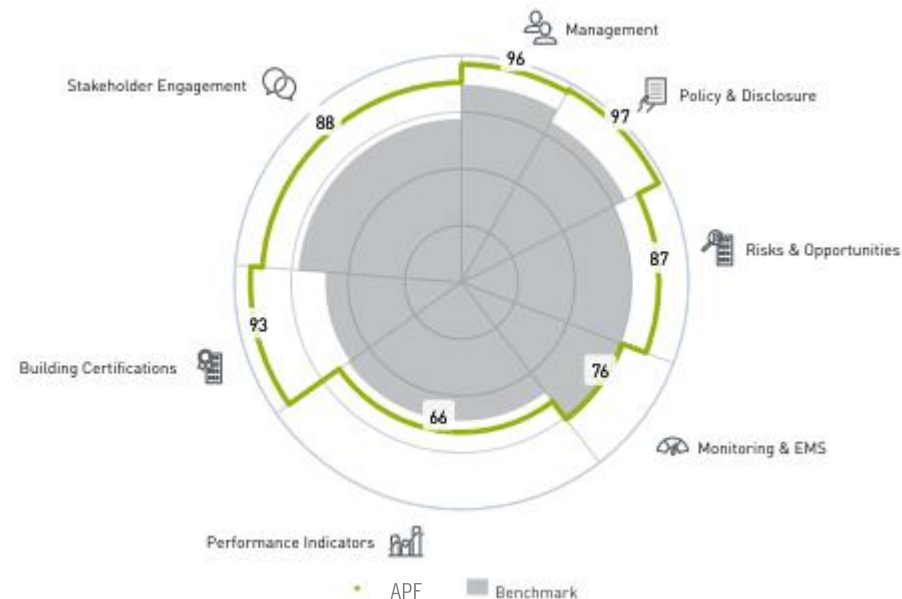 Management
96
Stakeholder Engagement
Policy & Disclosure
97
88
Risks & Opportunities
87
93
Building Certifications
76
66
Monitoring & EMS
Performance Indicators
APF
Benchmark